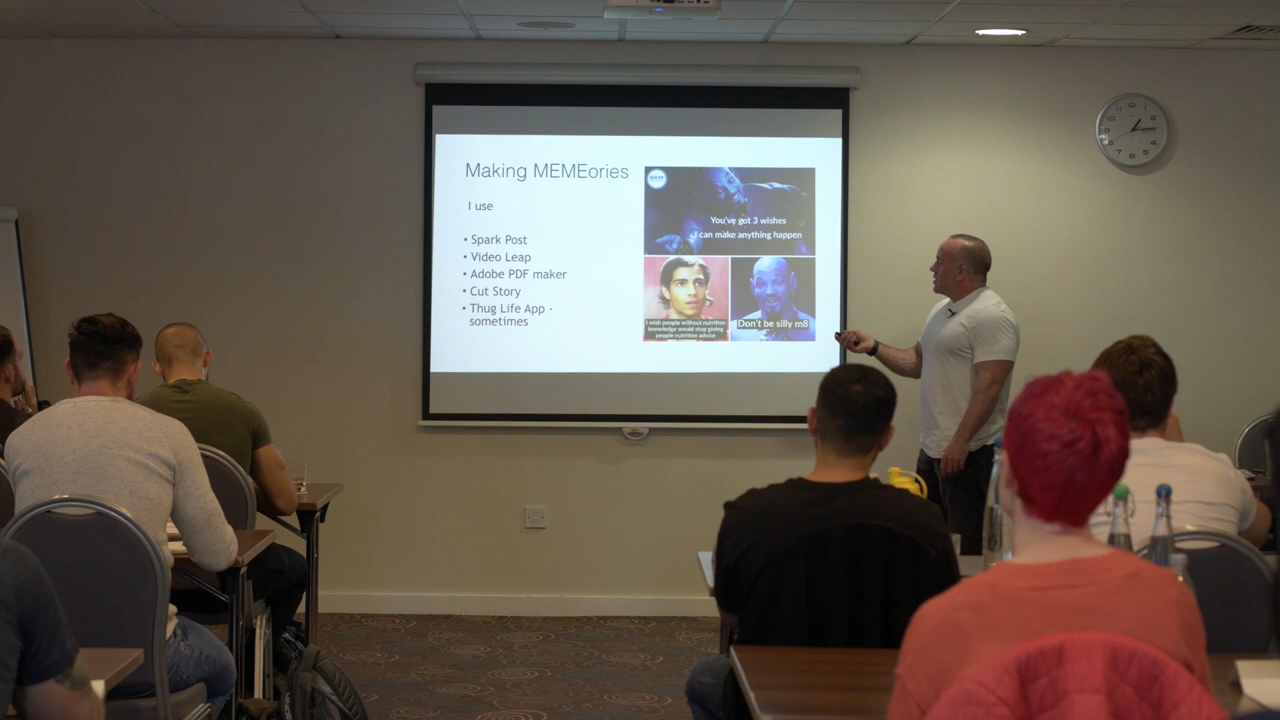 Making MEMEories
I use
• Spark Post
• Video Leap
• Adobe PDF maker
• Cut Story
• Thug Life App -
sometimes
You've got 3 wishes
I can make anything happen
I wish people without nutrition
knowledge would stop giving
people nutrition advice
Don't be silly m8